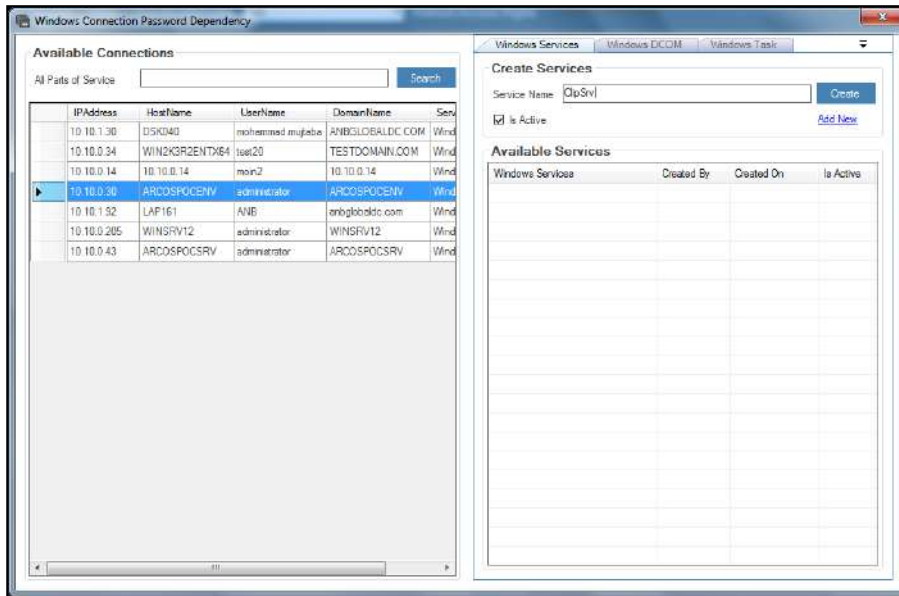 Windows Connection Password Dependency
Available Connections
All Parts of Service Search
IPAddress HostName UserName DomainName Serv
10.10.1.30 DSK040 mohammad mujtaba ANBGLOBALDC.COM Wind
10.10.0.34 WIN2K3R2ENTX64 test20 TESTDOMAIN.COM Wind
10.10.0.14 10.10.0.14 moin2 10.10.0.14 Wind
10.10.0.30 ARCOSPOCENV administrator ARCOSPOCENV Wind
10.10.1.92 LAP161 ANB anbglobaldc.com Wind
10.10.0.205 WINSRV12 administrator WINSRV12 Wind
10.10.0.43 ARCOSPOCSRV administrator ARCOSPOCSRV Wind
Windows Services Windows DCOM Windows Task
Create Services
Service Name ClipSrv Create
Is Active Add New
Available Services
Windows Services Created By Created On Is Active